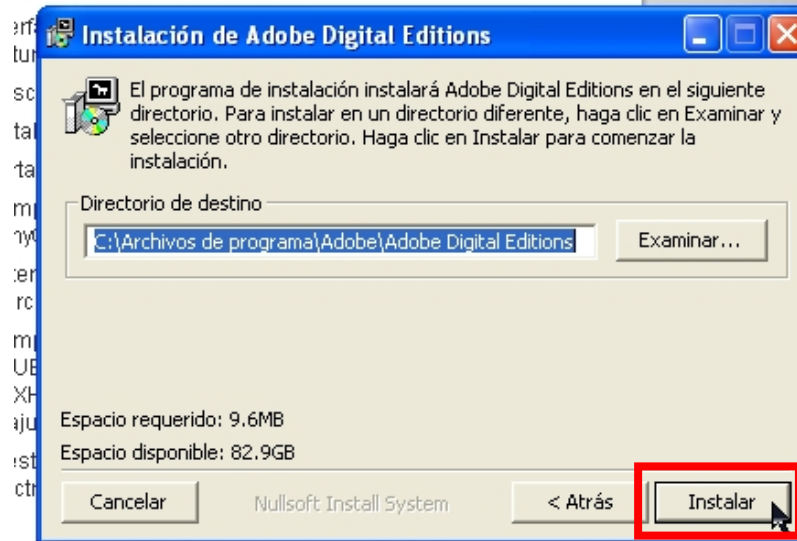 Instalación de Adobe Digital Editions
El programa de instalación instalará Adobe Digital Editions en el siguiente
directorio. Para instalar en un directorio diferente, haga clic en Examinar y
seleccione otro directorio. Haga clic en Instalar para comenzar la
instalación.
Directorio de destino
C:\Archivos de programa\Adobe\Adobe Digital Editions
Examinar...
Espacio requerido: 9.6MB
Espacio disponible: 82.9GB
Cancelar
Nullsoft Install System
< Atrás
Instalar